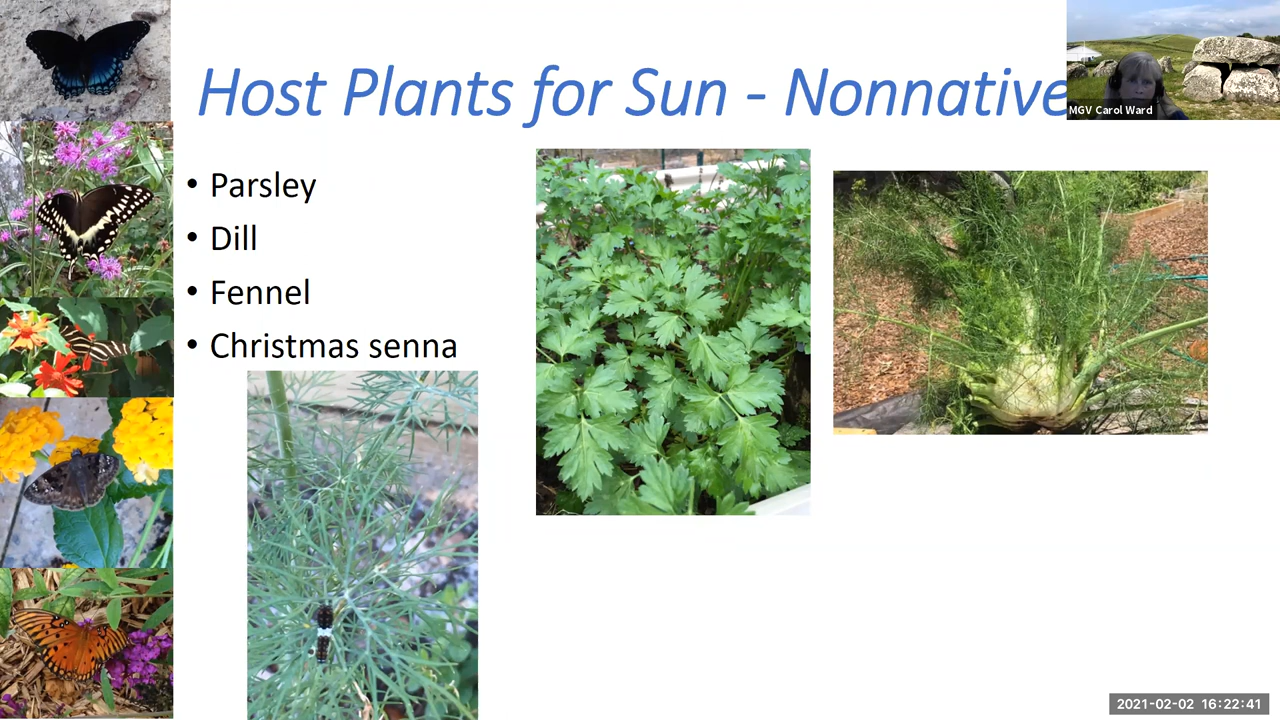 Host Plants for Sun - Nonnative
MGV Carol Ward
• Parsley
• Dill
• Fennel
• Christmas senna
2021-02-02 16:22:41